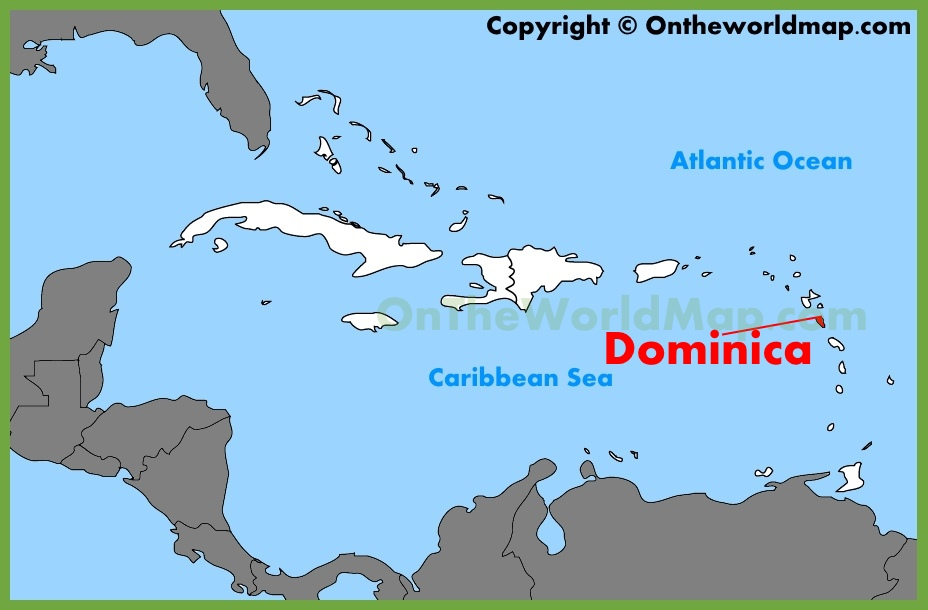 Copyright © Ontheworldmap.com
Atlantic Ocean
OnTheWorldMap.com
Dominica
Caribbean Sea